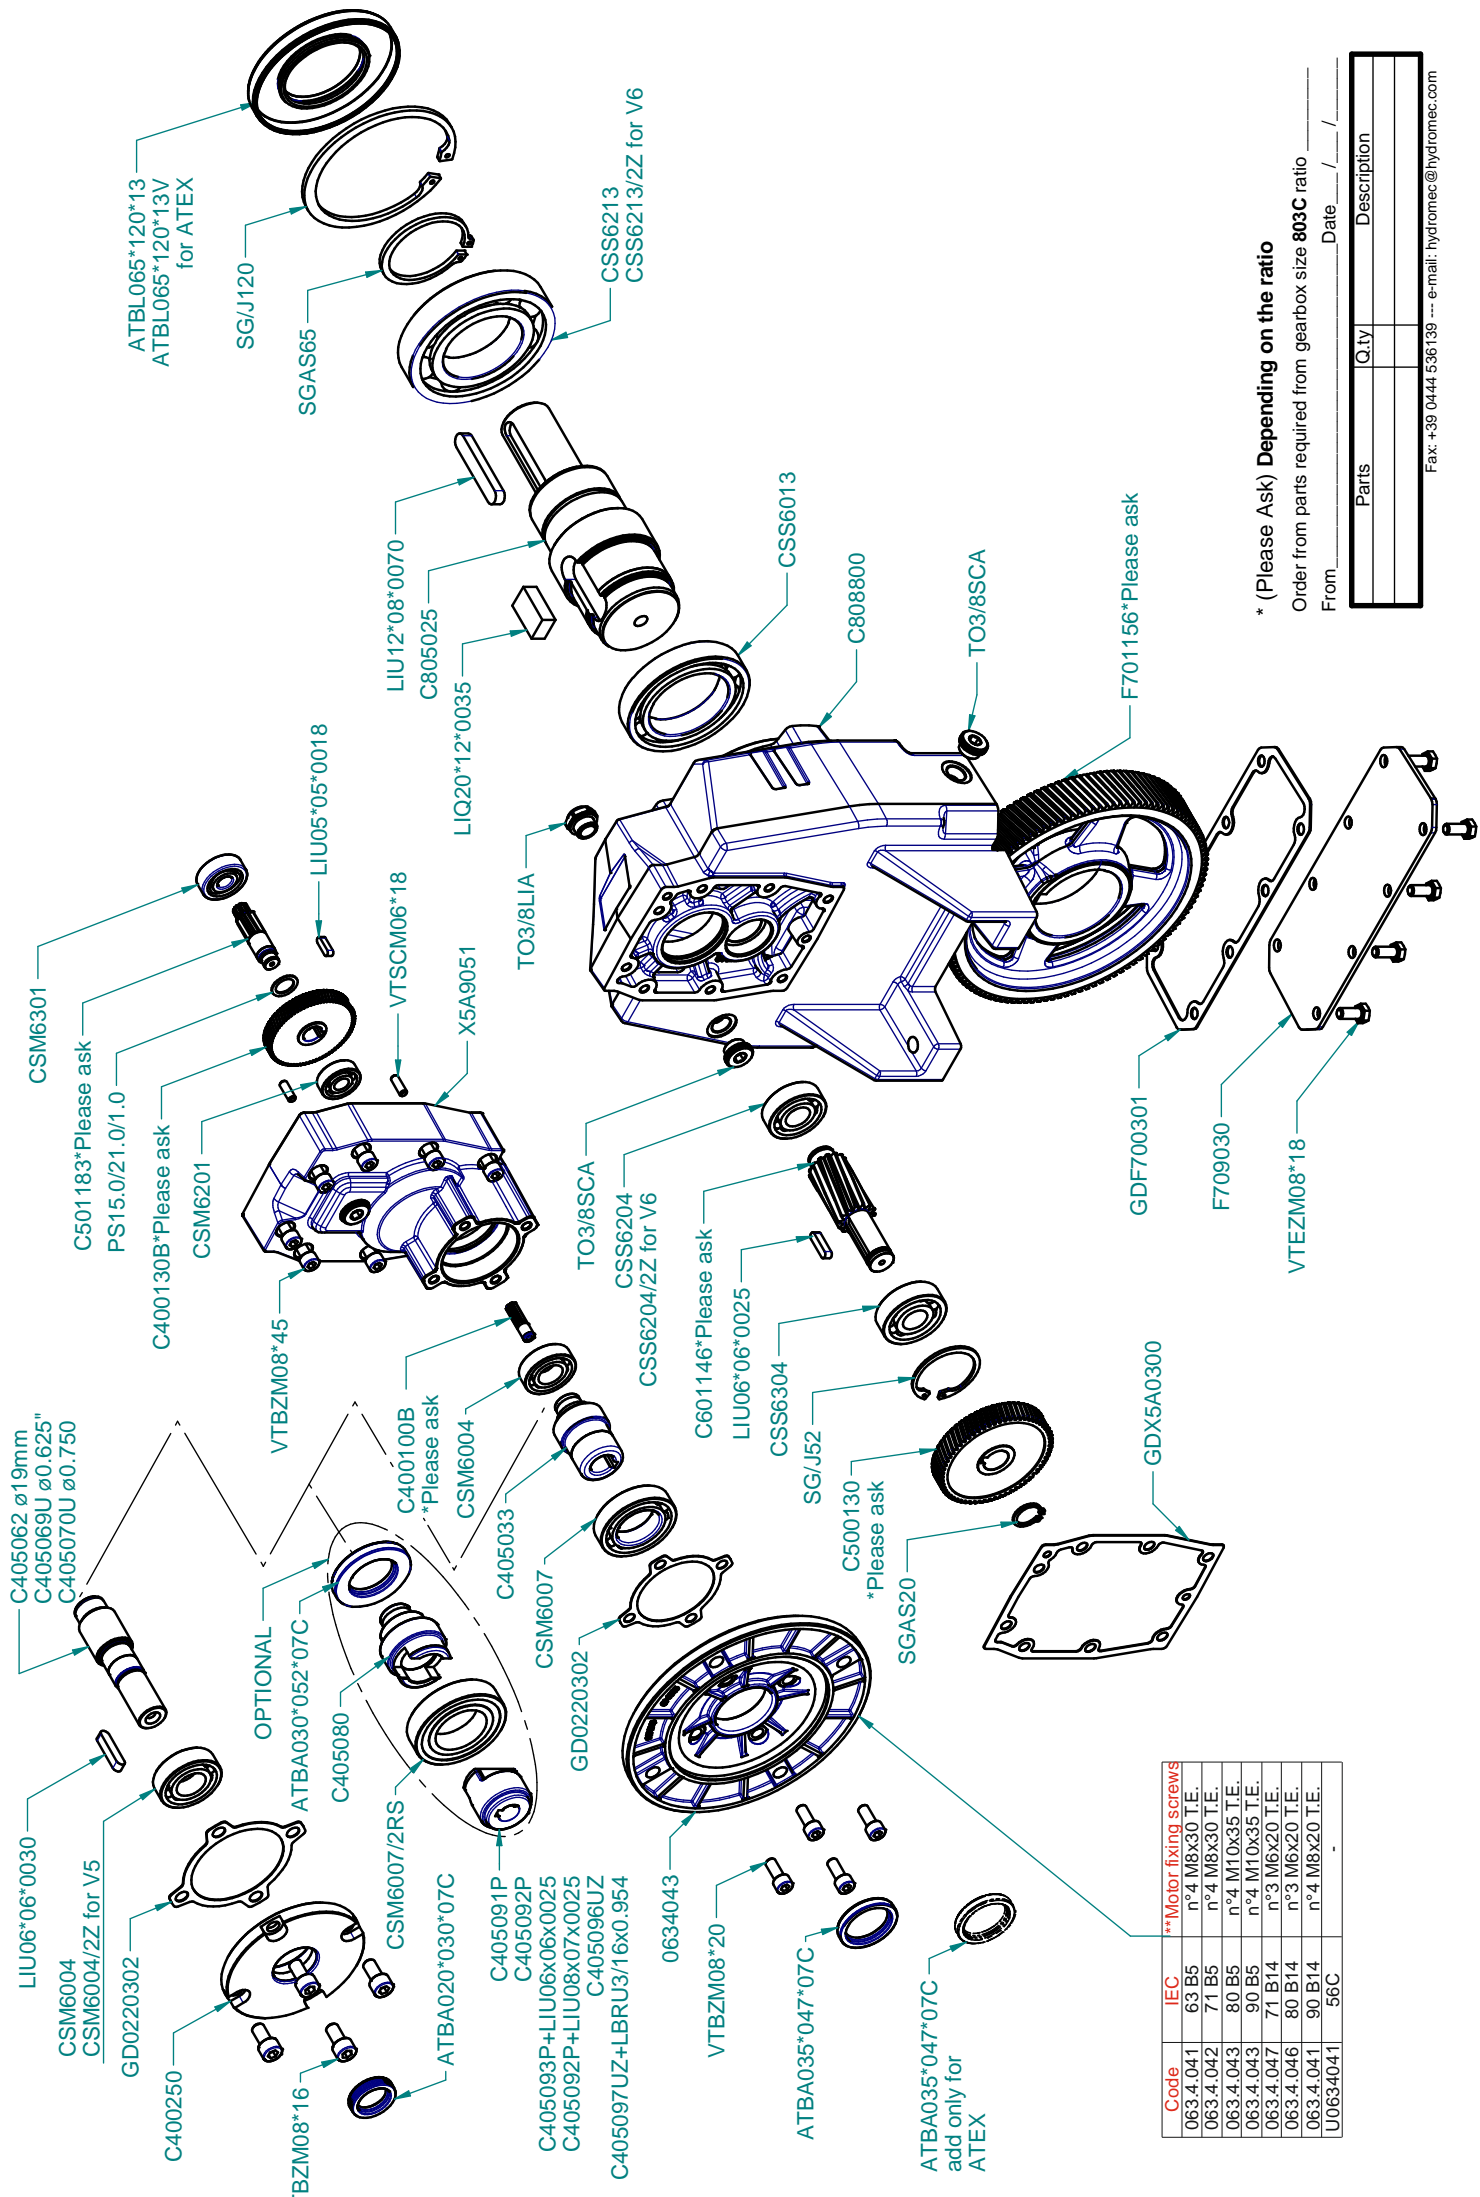 ATBL065*120*13
ATBL065*120*13V
for ATEX
SG/J120
SGAS65
CSS6213
CSS6213/2Z for V6
LIU12*08*0070
C805025
LIQ20*12*0035
CSS6013
C808800
TO3/8SCA
F701156*Please ask
TO3/8LIA
CSM6301
C501183*Please ask
PS15.0/21.0/1.0
C400130B*Please ask
CSM6201
LIU05*05*0018
VTSCM06*18
X5A9051
VTBZM08*45
TO3/8SCA
CSS6204
CSS6204/2Z for V6
C601146*Please ask
LIU06*06*0025
CSS6304
SG/J52
C500130
*Please ask
SGAS20
GDX5A0300
GDF700301
F709030
VTEZM08*18
C405062 ø19mm
C405069U ø0.625"
C405070U ø0.750
C400100B
*Please ask
CSM6004
C405033
CSM6007
GD0220302
0634043
VTBZM08*20
ATBA035*047*07C
ATBA035*047*07C
add only for
ATEX
OPTIONAL
ATBA030*052*07C
C405080
CSM6007/2RS
C405091P
C405092P
C405093P+LIU06x06x0025
C405092P+LIU08x07x0025
C405096UZ
C405097UZ+LBRU3/16x0.954
LIU06*06*0030
CSM6004
CSM6004/2Z for V5
GD0220302
C400250
TBZM08*16
ATBA020*030*07C
* (Please Ask) Depending on the ratio
Order from parts required from gearbox size 803C ratio ________
From______________________________ Date____ /____ /______
Parts Q.ty Description
Fax: +39 0444 536139 --- e-mail: hydromec@hydromec.com
Code IEC **Motor fixing screws
063.4.041 63 B5 n°4 M8x30 T.E.
063.4.042 71 B5 n°4 M8x30 T.E.
063.4.043 80 B5 n°4 M10x35 T.E.
063.4.043 90 B5 n°4 M10x35 T.E.
063.4.047 71 B14 n°3 M6x20 T.E.
063.4.046 80 B14 n°3 M6x20 T.E.
063.4.041 90 B14 n°4 M8x20 T.E.
U0634041 56C -